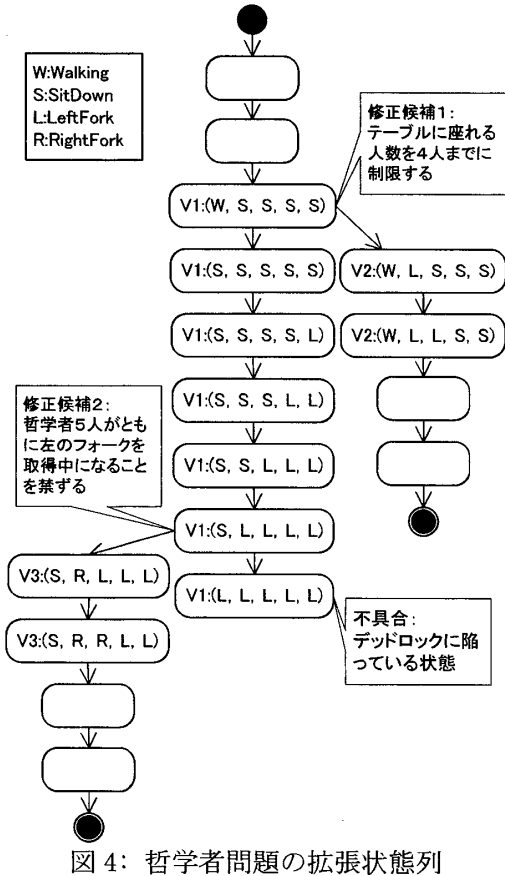 W:Walking
S:SitDown
L:LeftFork
R:RightFork
修正候補1:
テーブルに座れる
人数を4人までに
制限する
V1:(W, S, S, S, S)
V1:(S, S, S, S, S)
V2:(W, L, S, S, S)
V1:(S, S, S, S, L)
V2:(W, L, L, S, S)
修正候補2:
哲学者5人がとも
に左のフォークを
取得中になること
を禁ずる
V1:(S, S, S, L, L)
V1:(S, S, L, L, L)
V1:(S, L, L, L, L)
V3:(S, R, L, L, L)
V1:(L, L, L, L, L)
不具合:
デッドロックに陥
っている状態
V3:(S, R, R, L, L)
図 4: 哲学者問題の拡張状態列